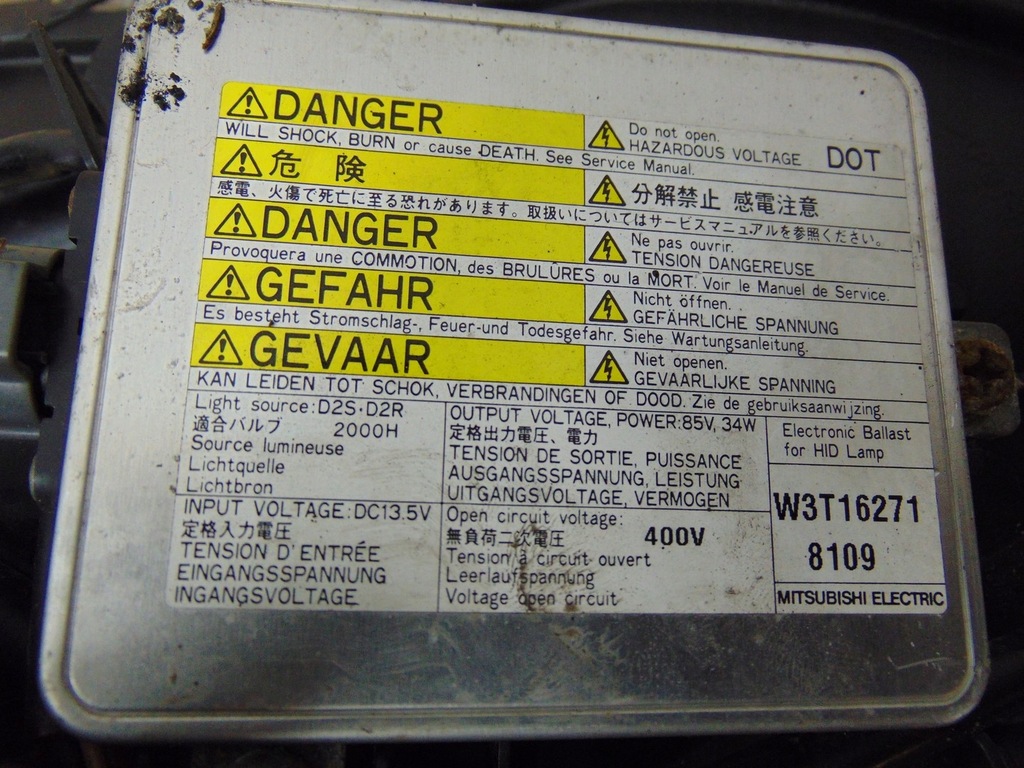 DANGER
Do not open.
HAZARDOUS VOLTAGE DOT
WILL SHOCK, BURN or cause DEATH. See Service Manual.
危 険
分解禁止 感電注意
感電、火傷で死亡に至る恐れがあります。取扱いについてはサービスマニュアルを参照ください。
DANGER
Ne pas ouvrir.
TENSION DANGEREUSE
Provoquera une COMMOTION, des BRULÛRES ou la MORT. Voir le Manuel de Service.
GEFAHR
Nicht öffnen.
GEFÄHRLICHE SPANNUNG
Es besteht Stromschlag-, Feuer-und Todesgefahr. Siehe Wartungsanleitung.
GEVAAR
Niet openen.
GEVAARLIJKE SPANNING
KAN LEIDEN TOT SCHOK, VERBRANDINGEN OF DOOD. Zie de gebruiksaanwijzing.
Light source:D2S·D2R
適合バルブ 2000H
Source lumineuse
Lichtquelle
Lichtbron
OUTPUT VOLTAGE, POWER:85V, 34W
定格出力電圧、電力
TENSION DE SORTIE, PUISSANCE
AUSGANGSSPANNUNG, LEISTUNG
UITGANGSVOLTAGE, VERMOGEN
Electronic Ballast
for HID Lamp
INPUT VOLTAGE:DC13.5V
定格入力電圧
TENSION D'ENTRÉE
EINGANGSSPANNUNG
INGANGSVOLTAGE
Open circuit voltage:
無負荷二次電圧 400V
Tension à circuit ouvert
Leerlaufspannung
Voltage open circuit
W3T16271
8109
MITSUBISHI ELECTRIC